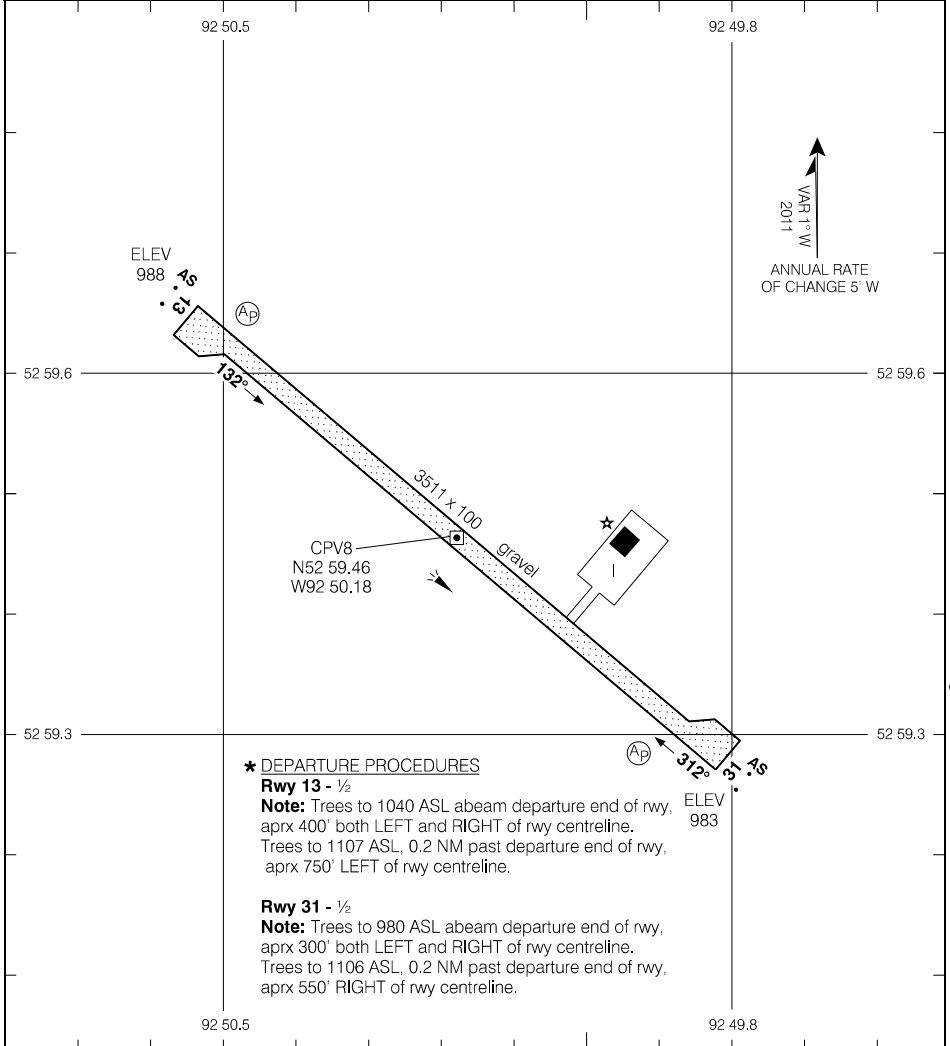 92 50.5
92 49.8
VAR 1° W
2011
ANNUAL RATE
OF CHANGE 5' W
ELEV
988
AS
13
AP
52 59.6
52 59.6
132°
3511 x 100
gravel
CPV8
N52 59.46
W92 50.18
I
52 59.3
52 59.3
AP
312°
31
AS
ELEV
983
* DEPARTURE PROCEDURES
Rwy 13 - ½
Note: Trees to 1040 ASL abeam departure end of rwy,
aprx 400' both LEFT and RIGHT of rwy centreline.
Trees to 1107 ASL, 0.2 NM past departure end of rwy,
aprx 750' LEFT of rwy centreline.
Rwy 31 - ½
Note: Trees to 980 ASL abeam departure end of rwy,
aprx 300' both LEFT and RIGHT of rwy centreline.
Trees to 1106 ASL, 0.2 NM past departure end of rwy,
aprx 550' RIGHT of rwy centreline.
92 50.5
92 49.8